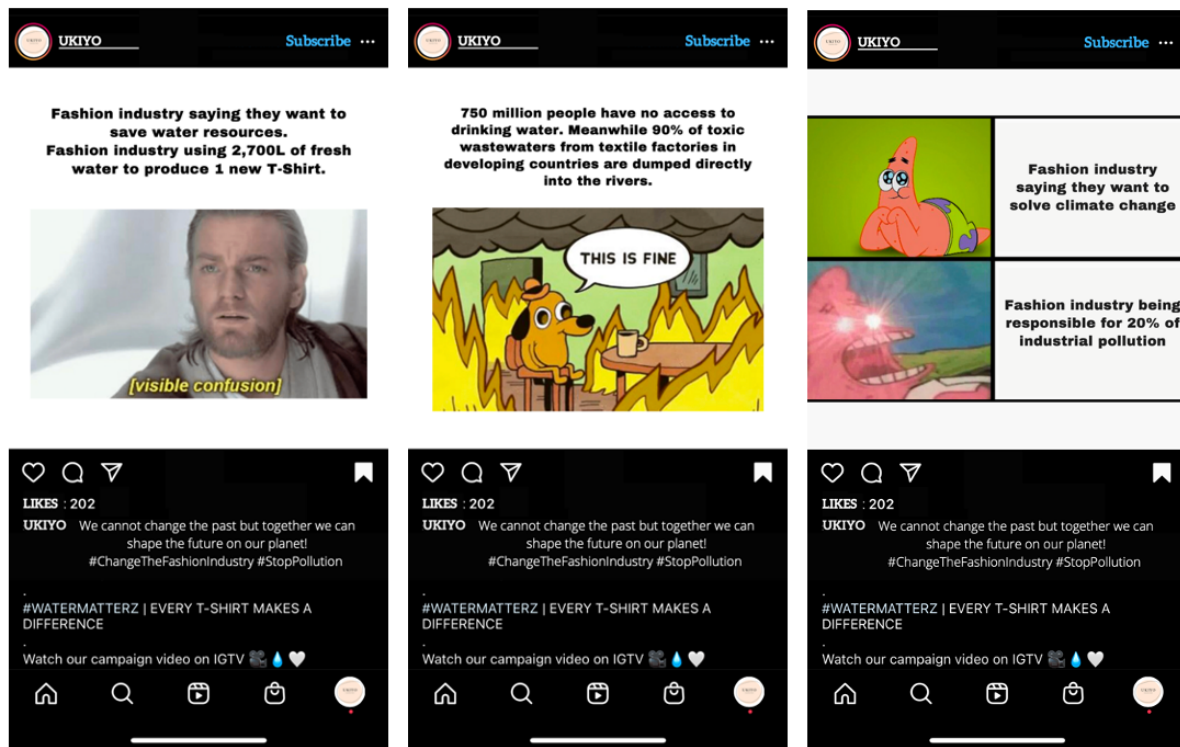 UKIYO
Subscribe ...
Fashion industry saying they want to
save water resources.
Fashion industry using 2,700L of fresh
water to produce 1 new T-Shirt.
[visible confusion]
LIKES : 202
UKIYO We cannot change the past but together we can
shape the future on our planet!
#ChangeTheFashionIndustry #StopPollution
.
#WATERMATTERZ | EVERY T-SHIRT MAKES A
DIFFERENCE
.
Watch our campaign video on IGTV 🎥💧🤍
UKIYO
Subscribe ...
750 million people have no access to
drinking water. Meanwhile 90% of toxic
wastewaters from textile factories in
developing countries are dumped directly
into the rivers.
THIS IS FINE
LIKES : 202
UKIYO We cannot change the past but together we can
shape the future on our planet!
#ChangeTheFashionIndustry #StopPollution
.
#WATERMATTERZ | EVERY T-SHIRT MAKES A
DIFFERENCE
.
Watch our campaign video on IGTV 🎥💧🤍
UKIYO
Subscribe ...
Fashion industry
saying they want to
solve climate change
Fashion industry being
responsible for 20% of
industrial pollution
LIKES : 202
UKIYO We cannot change the past but together we can
shape the future on our planet!
#ChangeTheFashionIndustry #StopPollution
.
#WATERMATTERZ | EVERY T-SHIRT MAKES A
DIFFERENCE
.
Watch our campaign video on IGTV 🎥💧🤍